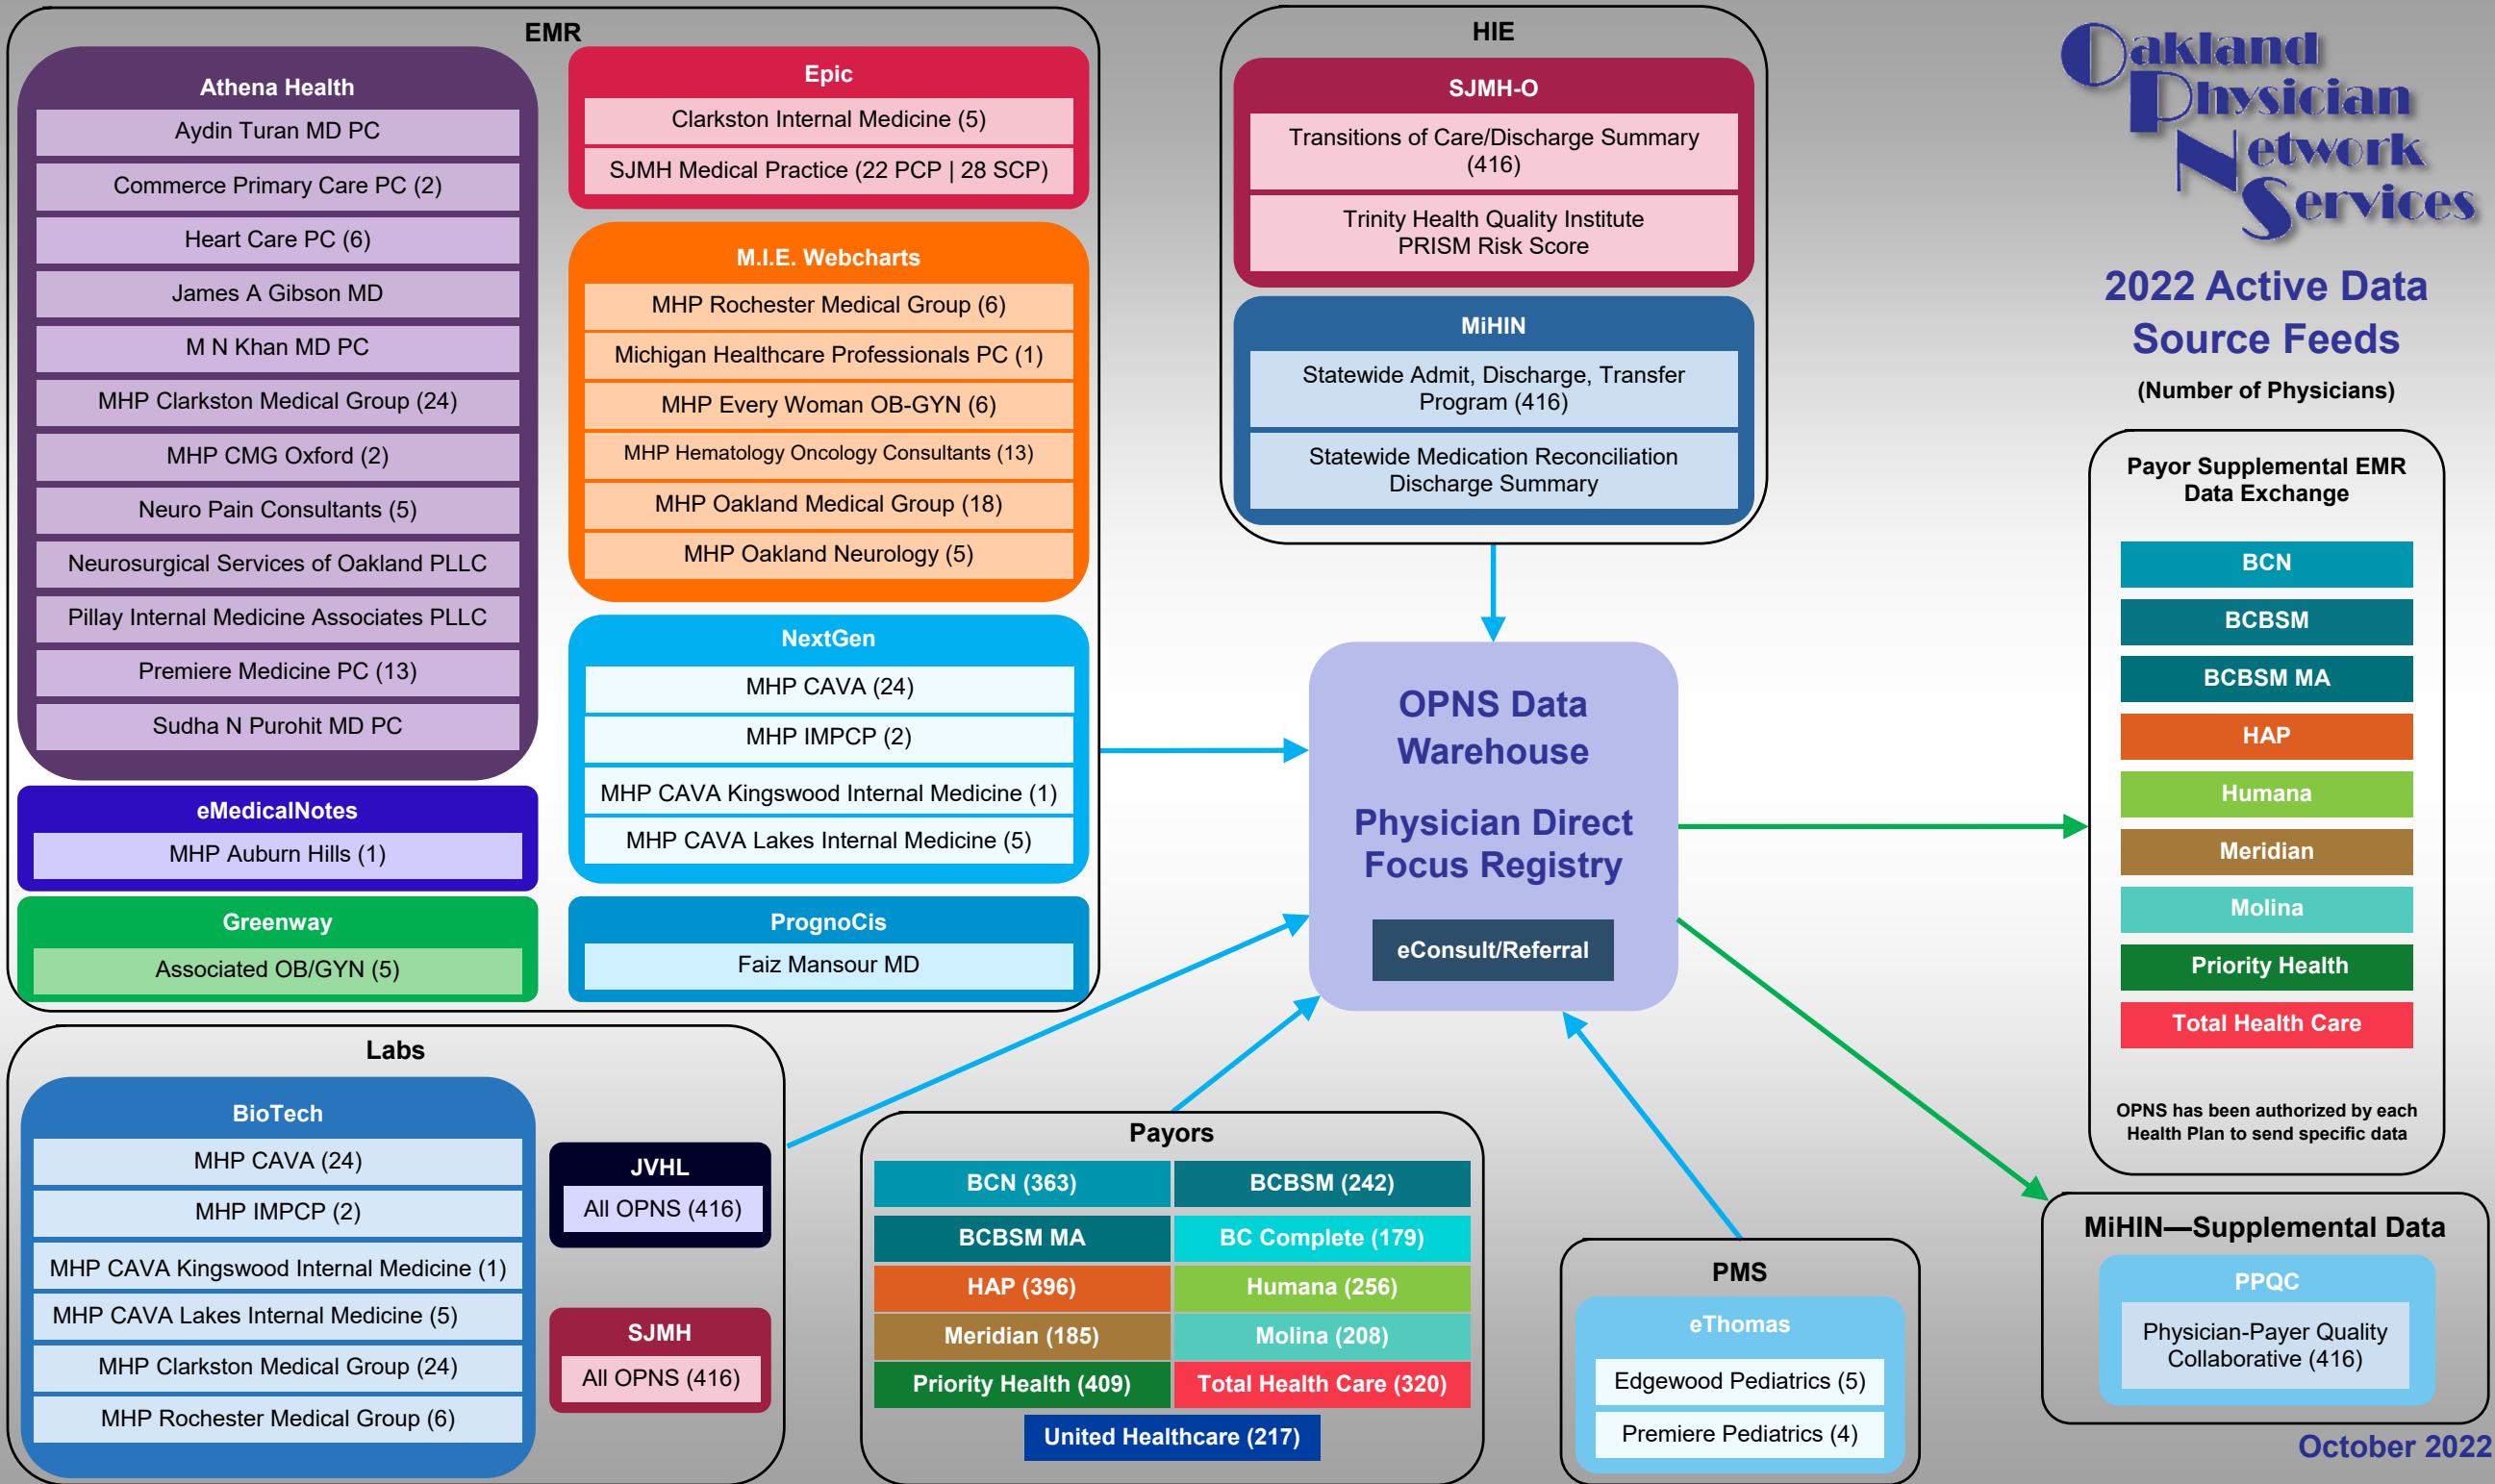 EMR
Athena Health
Aydin Turan MD PC
Commerce Primary Care PC (2)
Heart Care PC (6)
James A Gibson MD
M N Khan MD PC
MHP Clarkston Medical Group (24)
MHP CMG Oxford (2)
Neuro Pain Consultants (5)
Neurosurgical Services of Oakland PLLC
Pillay Internal Medicine Associates PLLC
Premiere Medicine PC (13)
Sudha N Purohit MD PC
eMedicalNotes
MHP Auburn Hills (1)
Greenway
Associated OB/GYN (5)
Epic
Clarkston Internal Medicine (5)
SJMH Medical Practice (22 PCP | 28 SCP)
M.I.E. Webcharts
MHP Rochester Medical Group (6)
Michigan Healthcare Professionals PC (1)
MHP Every Woman OB-GYN (6)
MHP Hematology Oncology Consultants (13)
MHP Oakland Medical Group (18)
MHP Oakland Neurology (5)
NextGen
MHP CAVA (24)
MHP IMPCP (2)
MHP CAVA Kingswood Internal Medicine (1)
MHP CAVA Lakes Internal Medicine (5)
PrognoCis
Faiz Mansour MD
HIE
SJMH-O
Transitions of Care/Discharge Summary
(416)
Trinity Health Quality Institute
PRISM Risk Score
MiHIN
Statewide Admit, Discharge, Transfer
Program (416)
Statewide Medication Reconciliation
Discharge Summary
Oakland
Physician
Network
Services
2022 Active Data
Source Feeds
(Number of Physicians)
OPNS Data
Warehouse
Physician Direct
Focus Registry
eConsult/Referral
Payor Supplemental EMR
Data Exchange
BCN
BCBSM
BCBSM MA
HAP
Humana
Meridian
Molina
Priority Health
Total Health Care
OPNS has been authorized by each
Health Plan to send specific data
Labs
BioTech
MHP CAVA (24)
MHP IMPCP (2)
MHP CAVA Kingswood Internal Medicine (1)
MHP CAVA Lakes Internal Medicine (5)
MHP Clarkston Medical Group (24)
MHP Rochester Medical Group (6)
JVHL
All OPNS (416)
SJMH
All OPNS (416)
Payors
BCN (363)
BCBSM (242)
BCBSM MA
BC Complete (179)
HAP (396)
Humana (256)
Meridian (185)
Molina (208)
Priority Health (409)
Total Health Care (320)
United Healthcare (217)
PMS
eThomas
Edgewood Pediatrics (5)
Premiere Pediatrics (4)
MiHIN—Supplemental Data
PPQC
Physician-Payer Quality
Collaborative (416)
October 2022